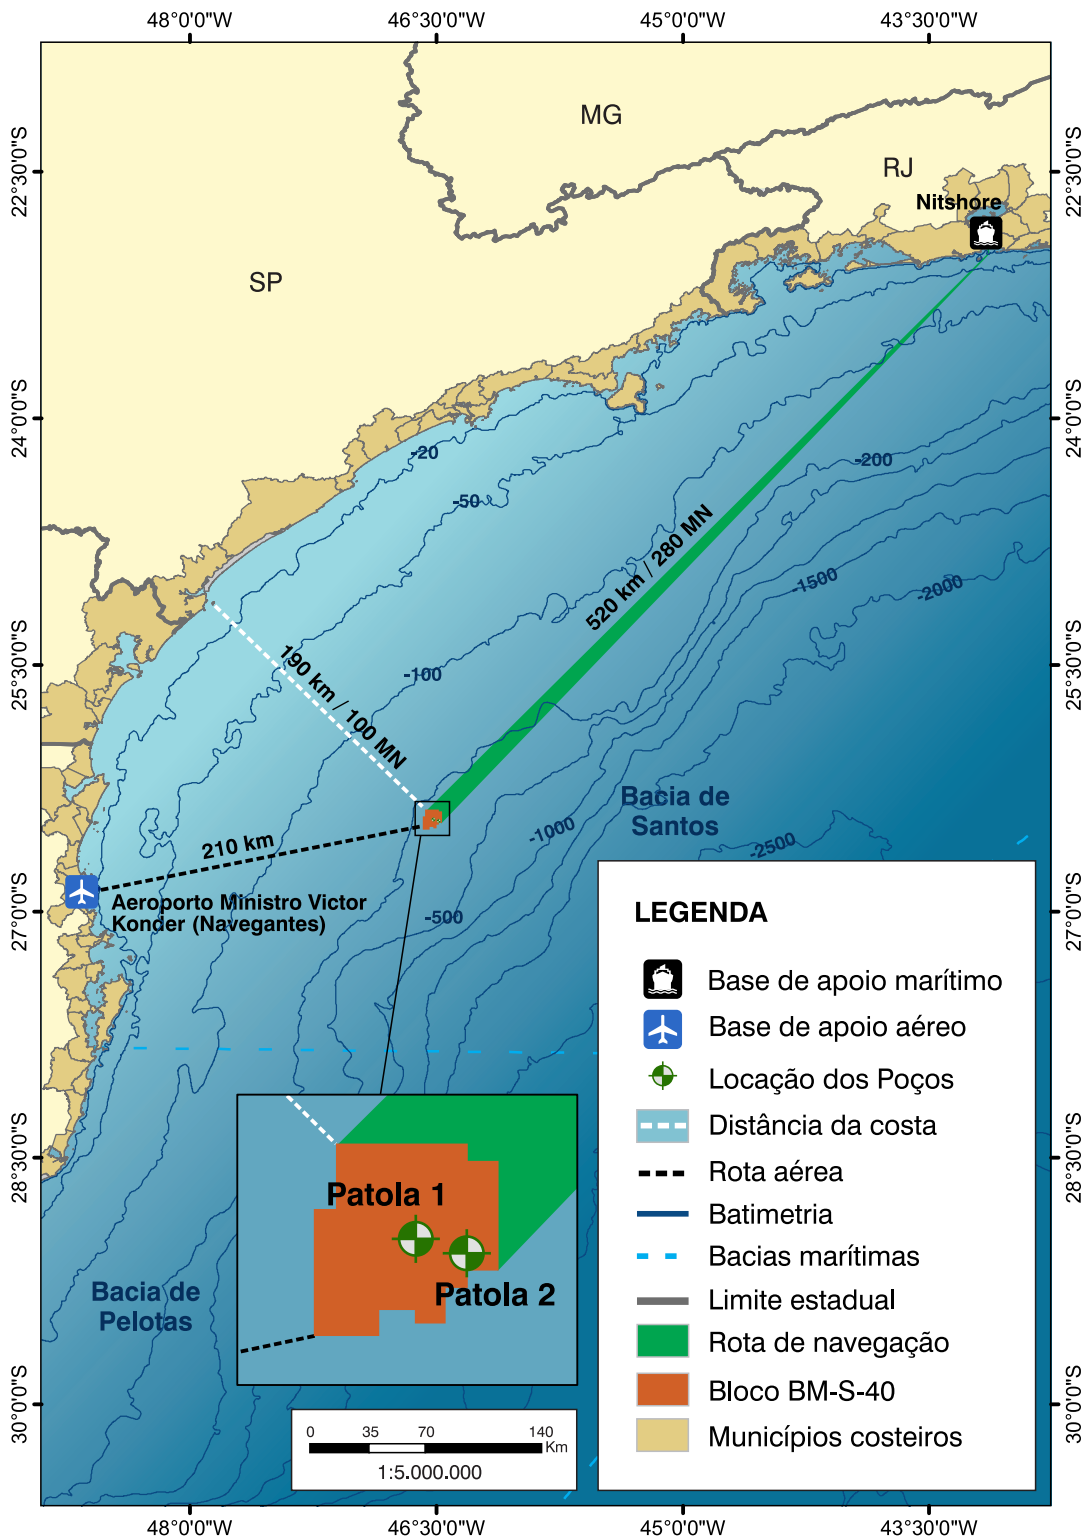 48°0'0"W
46°30'0"W
45°0'0"W
43°30'0"W
22°30'0"S
22°30'0"S
MG
RJ
Nitshore
SP
24°0'0"S
24°0'0"S
-20
-50
-200
520 km / 280 MN
-1500
-2000
25°30'0"S
25°30'0"S
190 km / 100 MN
-100
Bacia de
Santos
-1000
-2500
210 km
Aeroporto Ministro Victor
Konder (Navegantes)
-500
27°0'0"S
27°0'0"S
LEGENDA
Base de apoio marítimo
Base de apoio aéreo
Locação dos Poços
Distância da costa
Rota aérea
Batimetria
Bacias marítimas
Limite estadual
Rota de navegação
Bloco BM-S-40
Municípios costeiros
28°30'0"S
28°30'0"S
Patola 1
Patola 2
Bacia de
Pelotas
30°0'0"S
30°0'0"S
0 35 70 140
Km
1:5.000.000
48°0'0"W
46°30'0"W
45°0'0"W
43°30'0"W